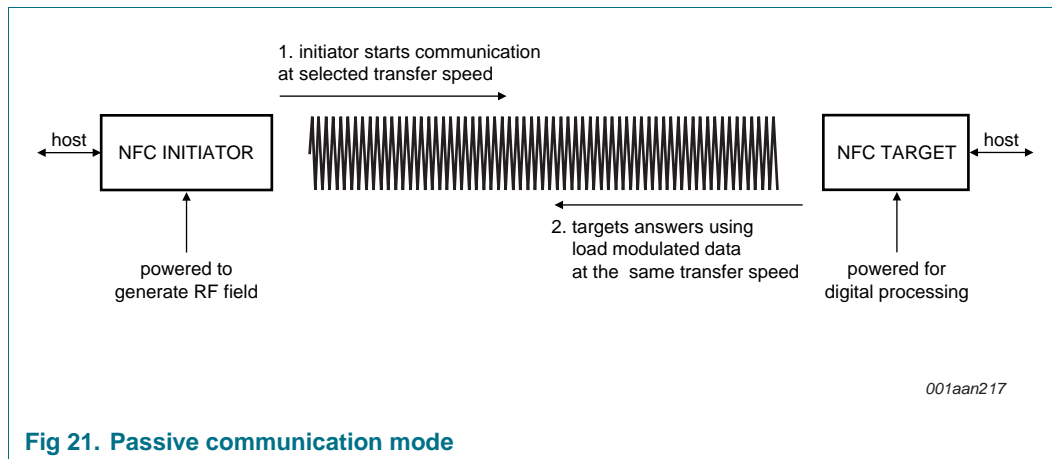 1. initiator starts communication
at selected transfer speed
host
NFC INITIATOR
NFC TARGET
host
2. targets answers using
load modulated data
at the same transfer speed
powered to
generate RF field
powered for
digital processing
001aan217
Fig 21. Passive communication mode